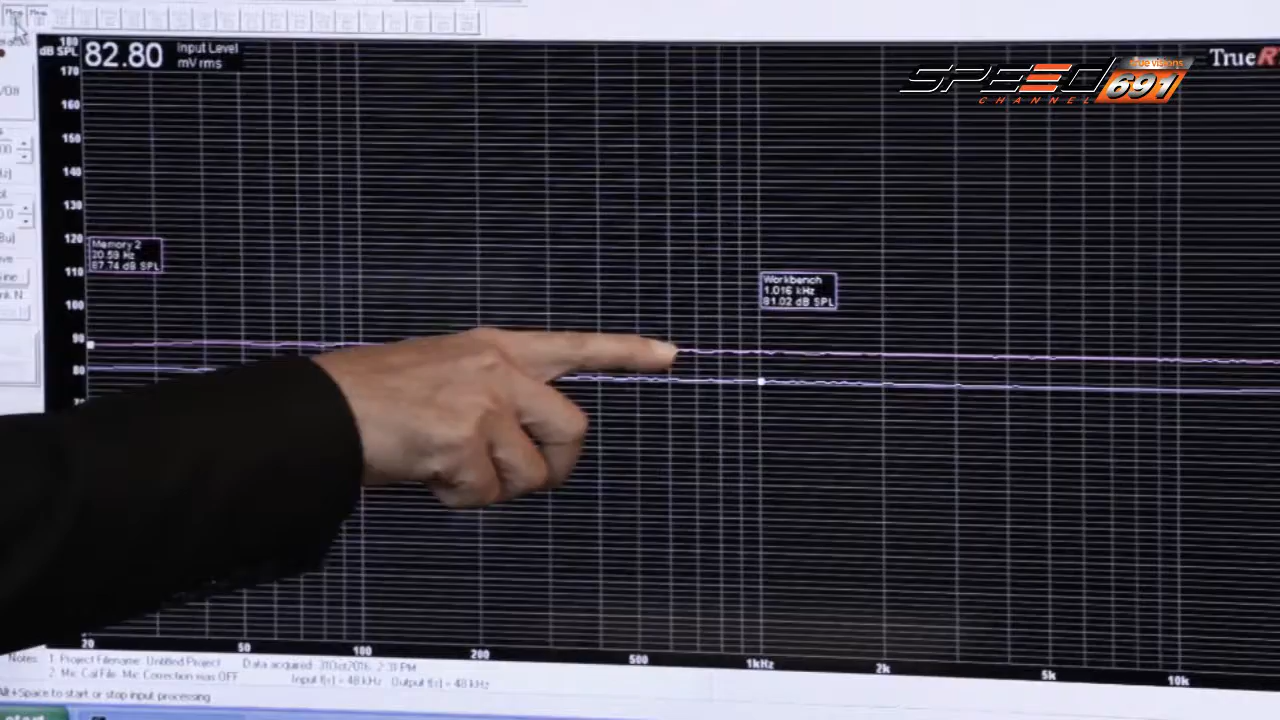 180
dB SPL
82.80
Input Level
mV rms
True R
true visions
SPEED
CHANNEL
691
170
160
150
140
130
120
110
100
90
80
Memory 2
20.59 Hz
87.74 dB SPL
Workbench
1.016 kHz
81.02 dB SPL
20
50
100
200
500
1kHz
2k
5k
10k
Notes:
1. Project Filename: Untitled Project
Data acquired: 31Oct2016 2:31 PM
2. Mic Cal File: Mic Correction was OFF
Input f[s] = 48 kHz
Output f[s] = 48 kHz
Alt+Space to start or stop input processing
start